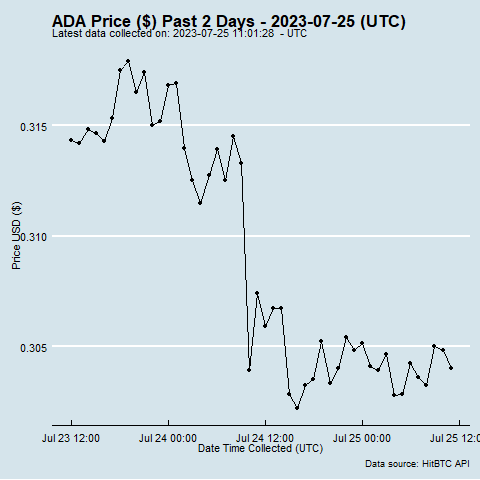 ADA Price ($) Past 2 Days - 2023-07-25 (UTC)
Latest data collected on: 2023-07-25 11:01:28 - UTC
0.315
0.310
0.305
Price USD ($)
Jul 23 12:00 Jul 24 00:00 Jul 24 12:00 Jul 25 00:00 Jul 25 12:00
Date Time Collected (UTC)
Data source: HitBTC API